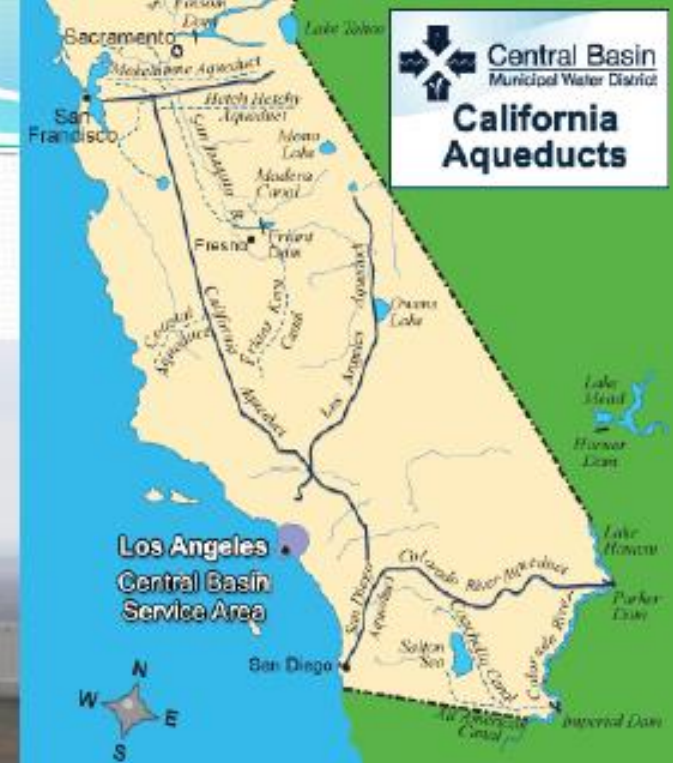 Folsom
Dam
Lake Tahoe
Sacramento
Mokelumne Aqueduct
Hetch Hetchy
Aqueduct
San
Francisco
San Joaquin
R
Mono
Lake
Madera
Canal
Fresno
Friant
Dam
Central Basin
Municipal Water District
California
Aqueducts
Coastal
Aqueduct
California
Aqueduct
Friant Kern
Canal
Los Angeles
Aqueduct
Owens
Lake
Lake
Mead
Hoover
Dam
Los Angeles
Central Basin
Service Area
Lake
Havasu
Colorado River Aqueduct
Parker
Dam
San Diego
Aqueduct
Salton
Sea
Coachella Canal
Colorado River
San Diego
All American
Canal
Imperial Dam
N
W
E
S